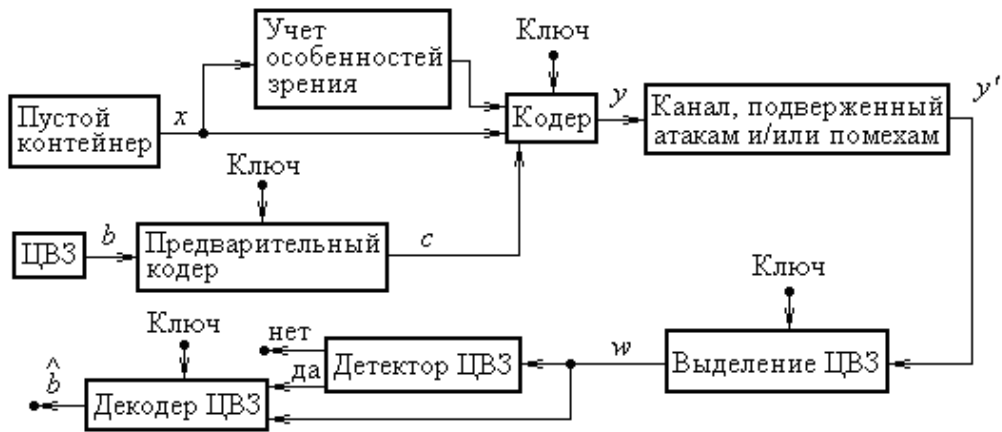 Учет
особенностей
зрения
Ключ
Пустой
контейнер
x
Кодер
y
Канал, подверженный
атакам и/или помехам
y'
Ключ
ЦВЗ
b
Предварительный
кодер
c
Ключ
Ключ
нет
да
Детектор ЦВЗ
w
Выделение ЦВЗ
b̂
Декодер ЦВЗ